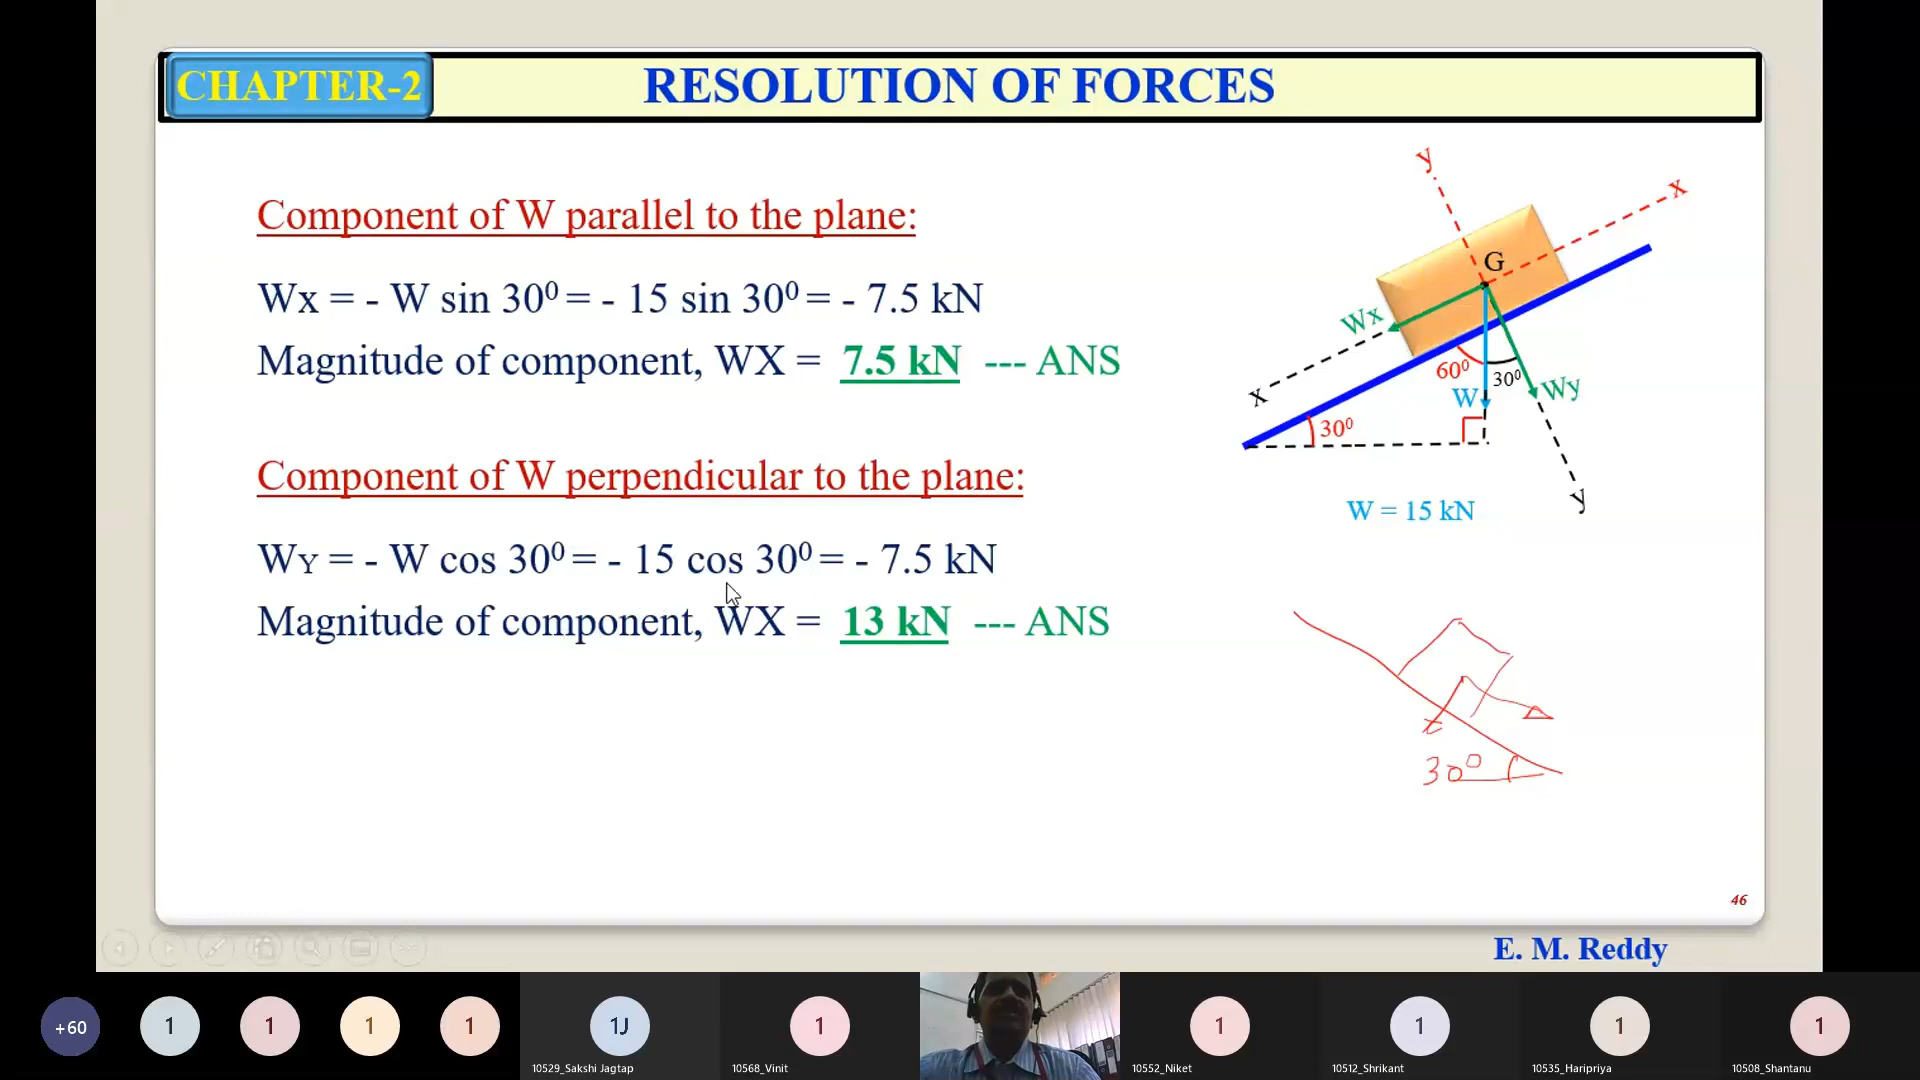 CHAPTER-2
RESOLUTION OF FORCES
Component of W parallel to the plane:
Wx = - W sin 30⁰ = - 15 sin 30⁰ = - 7.5 kN
Magnitude of component, WX = 7.5 kN --- ANS
Component of W perpendicular to the plane:
WY = - W cos 30⁰ = - 15 cos 30⁰ = - 7.5 kN
Magnitude of component, WX = 13 kN --- ANS
y
x
G
Wx
60⁰
30⁰
W
Wy
x
30⁰
y
W = 15 kN
30⁰
46
E. M. Reddy
+60
1
1
1
1
1J
1
1
1
1
1
10529_Sakshi Jagtap
10568_Vinit
10552_Niket
10512_Shrikant
10535_Haripriya
10508_Shantanu